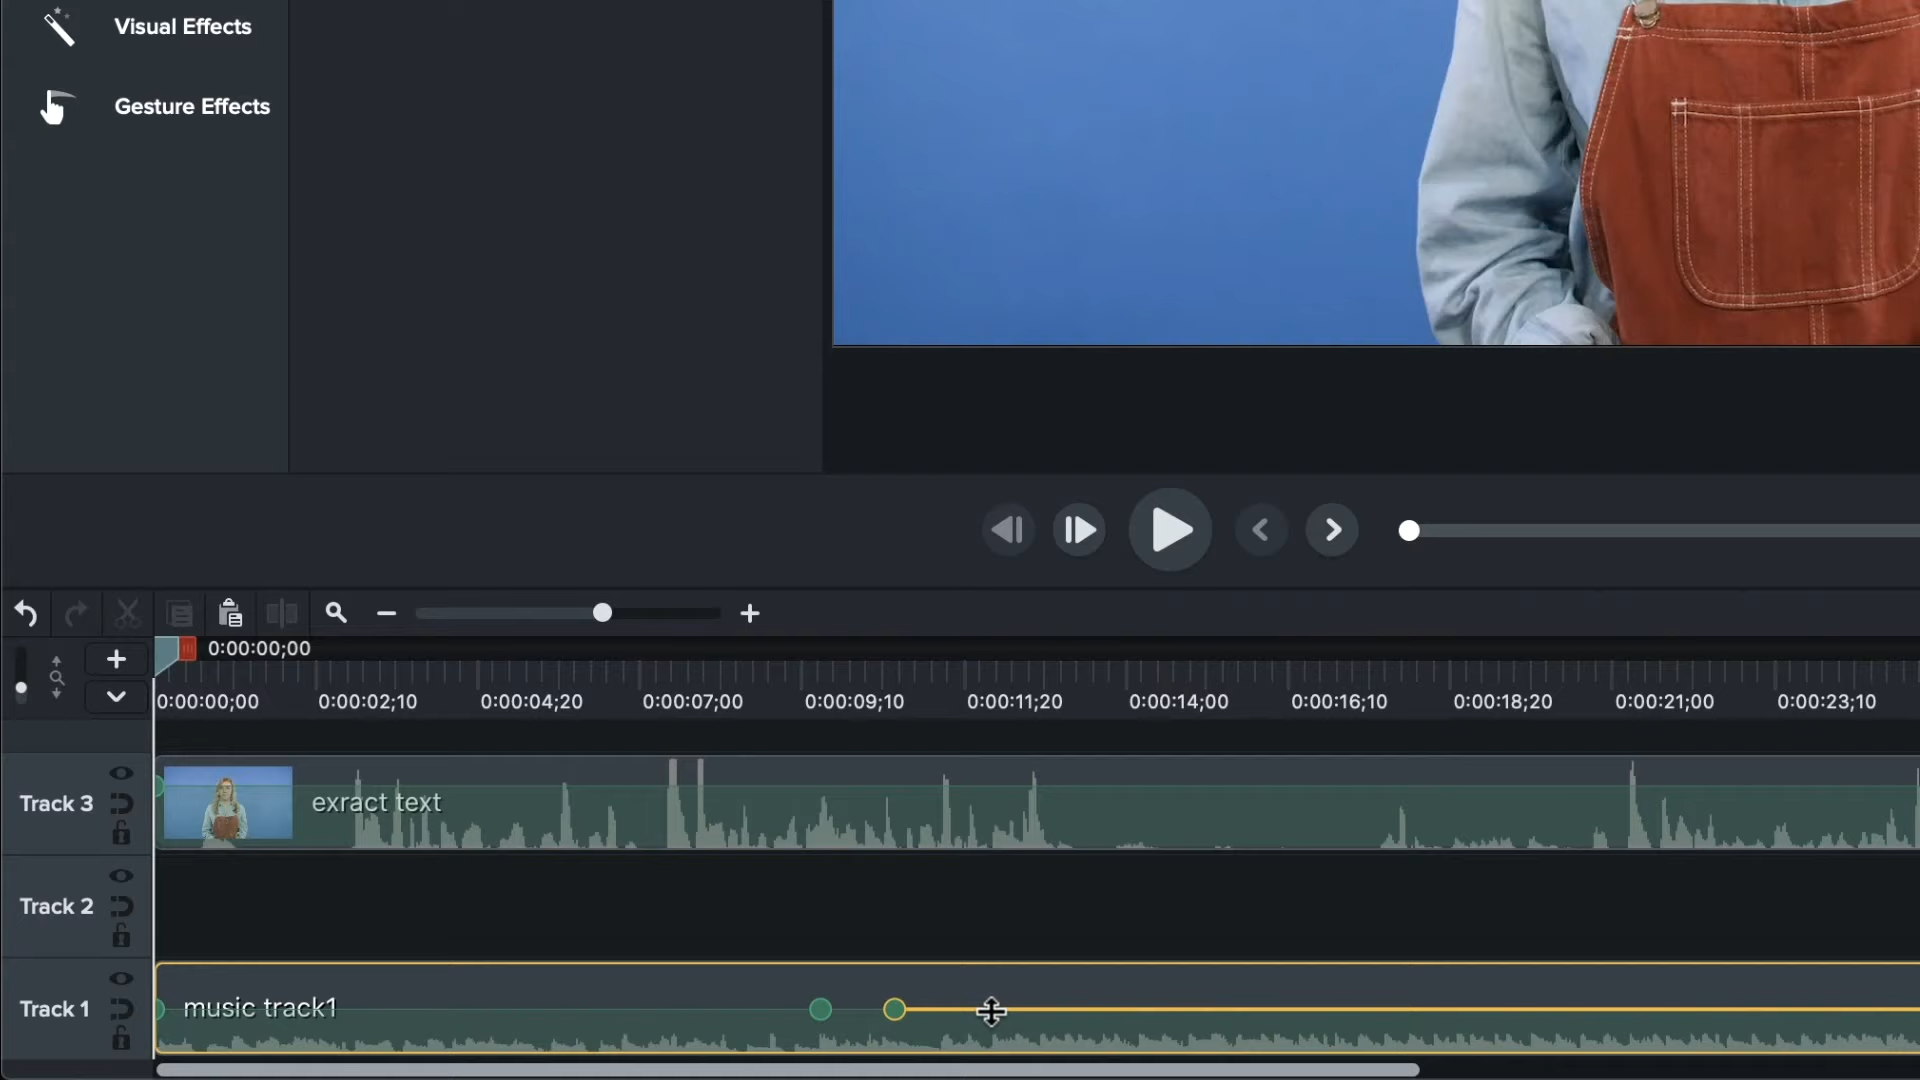 Visual Effects
Gesture Effects
0:00:00;00
0:00:00;00 0:00:02;10 0:00:04;20 0:00:07;00 0:00:09;10 0:00:11;20 0:00:14;00 0:00:16;10 0:00:18;20 0:00:21;00 0:00:23;10
Track 3
exract text
Track 2
Track 1
music track1